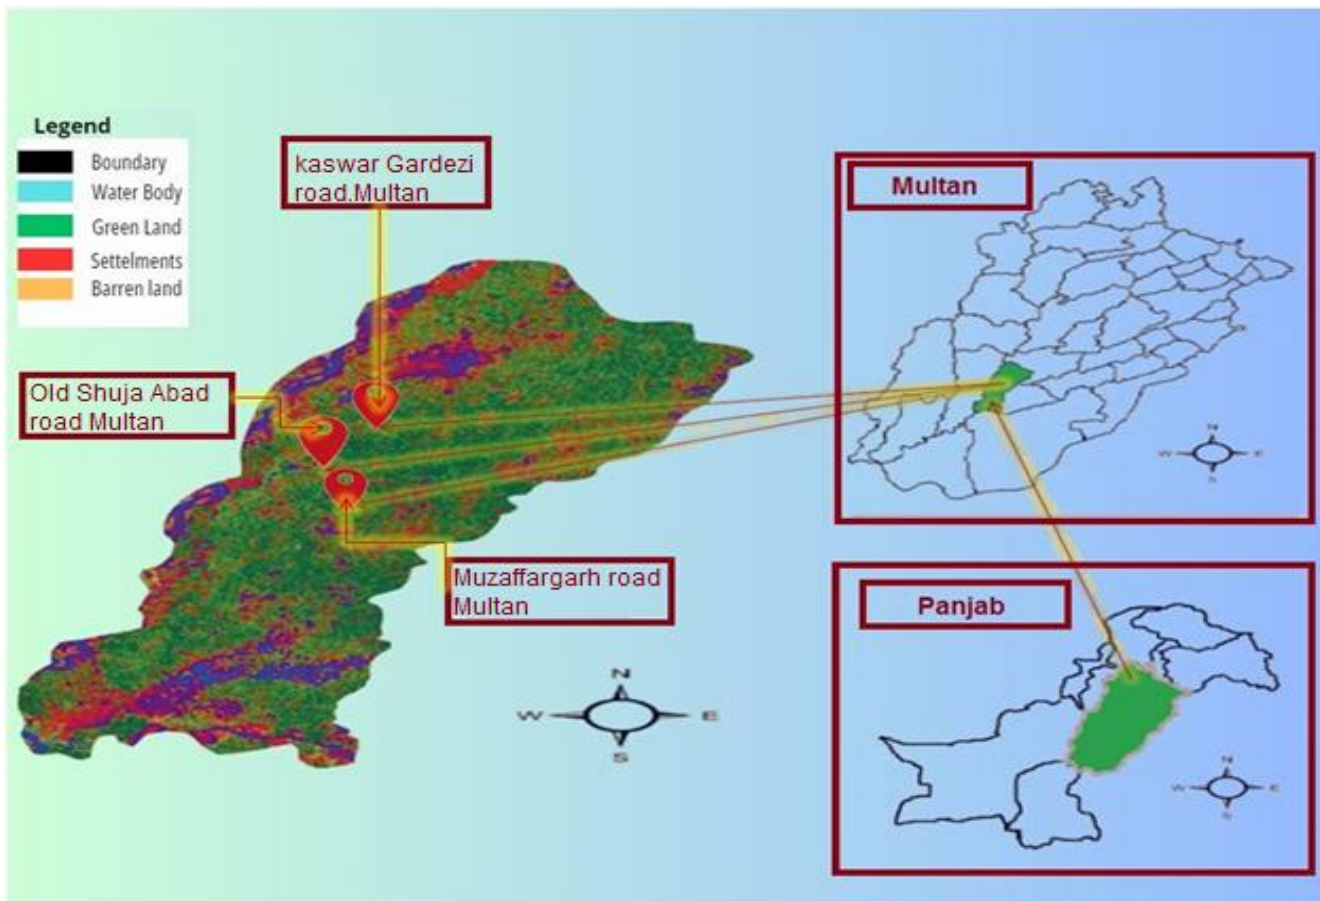 Legend
Boundary
Water Body
Green Land
Settelments
Barren land
kaswar Gardezi
road.Multan
Old Shuja Abad
road Multan
Muzaffargarh road
Multan
N
W E
S
Multan
N
W E
S
Panjab
N
W E
S